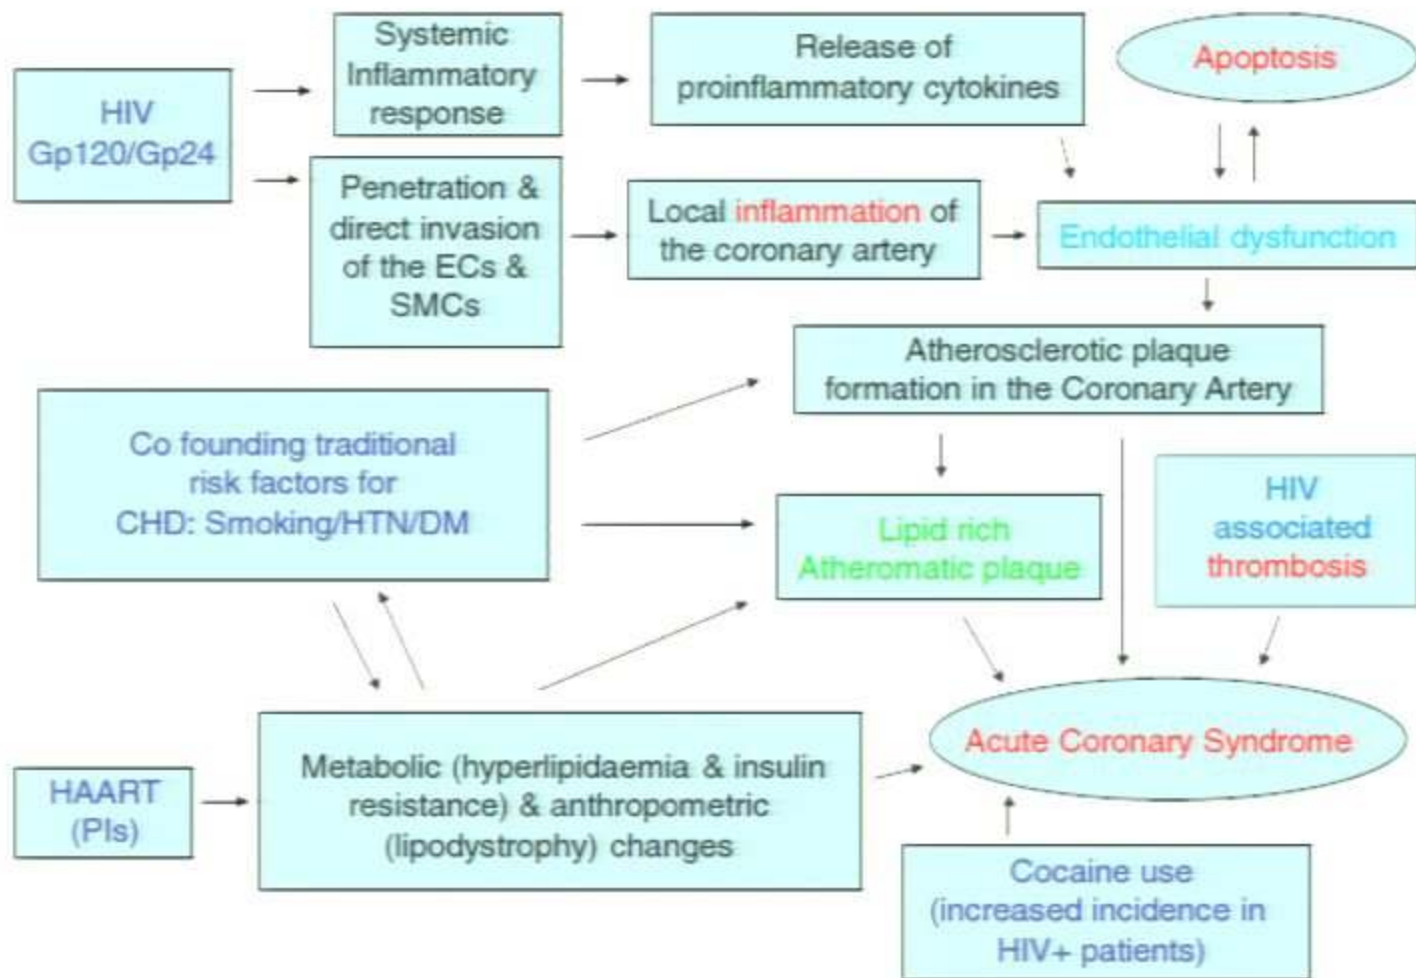 Systemic
Inflammatory
response
Release of
proinflammatory cytokines
Apoptosis
HIV
Gp120/Gp24
Penetration &
direct invasion
of the ECs &
SMCs
Local inflammation of
the coronary artery
Endothelial dysfunction
Atherosclerotic plaque
formation in the Coronary Artery
Co founding traditional
risk factors for
CHD: Smoking/HTN/DM
Lipid rich
Atheromatic plaque
HIV
associated
thrombosis
Acute Coronary Syndrome
HAART
(PIs)
Metabolic (hyperlipidaemia & insulin
resistance) & anthropometric
(lipodystrophy) changes
Cocaine use
(increased incidence in
HIV+ patients)